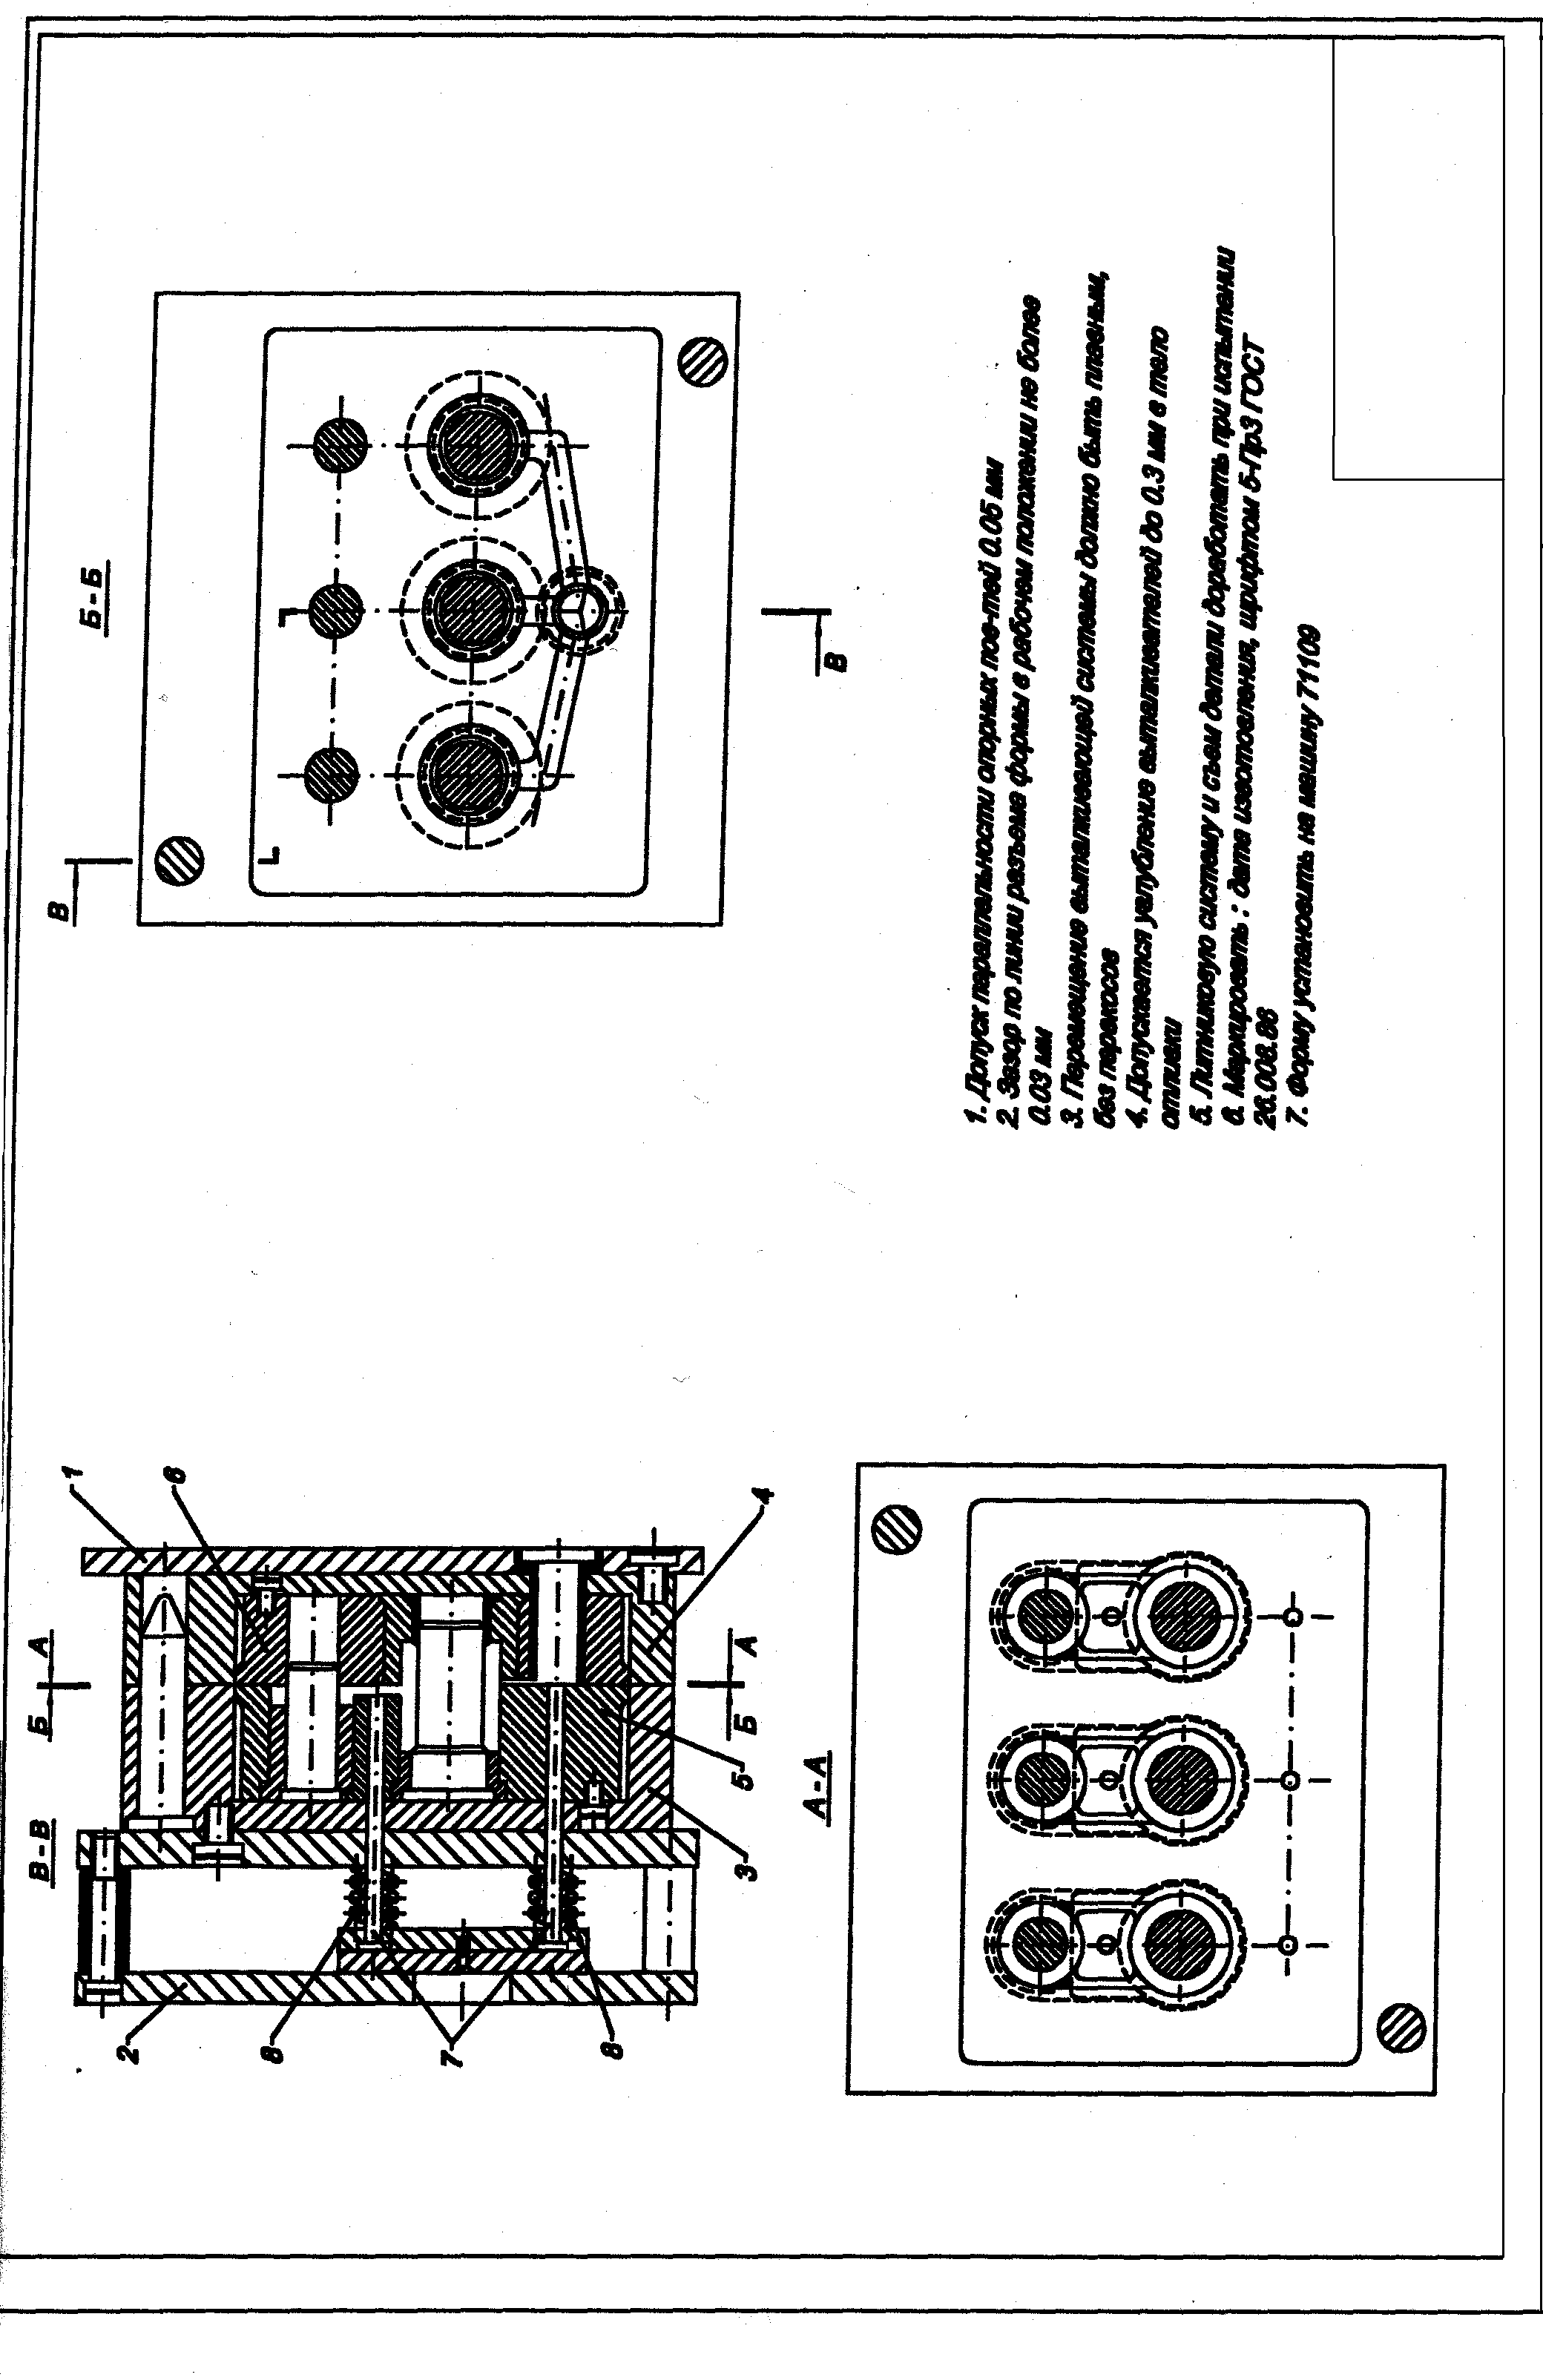 В-В
Б
А
1
6
2
8
7
8
3
5
4
Б
А
Б-Б
В
В
А-А
1. Допуск параллельности опорных пов-тей 0.05 мм
2. Зазор по линии разъема формы в рабочем положении не более
0.03 мм
3. Перемещение выталкивающей системы должно быть плавным,
без перекосов
4. Допускается углубление выталкивателей до 0.3 мм в тело
отливки
5. Литниковую систему и съем детали доработать при испытании
6. Маркировать : дата изготовления, шрифтом 5-Пр3 ГОСТ
26.008.86
7. Форму установить на машину 71109